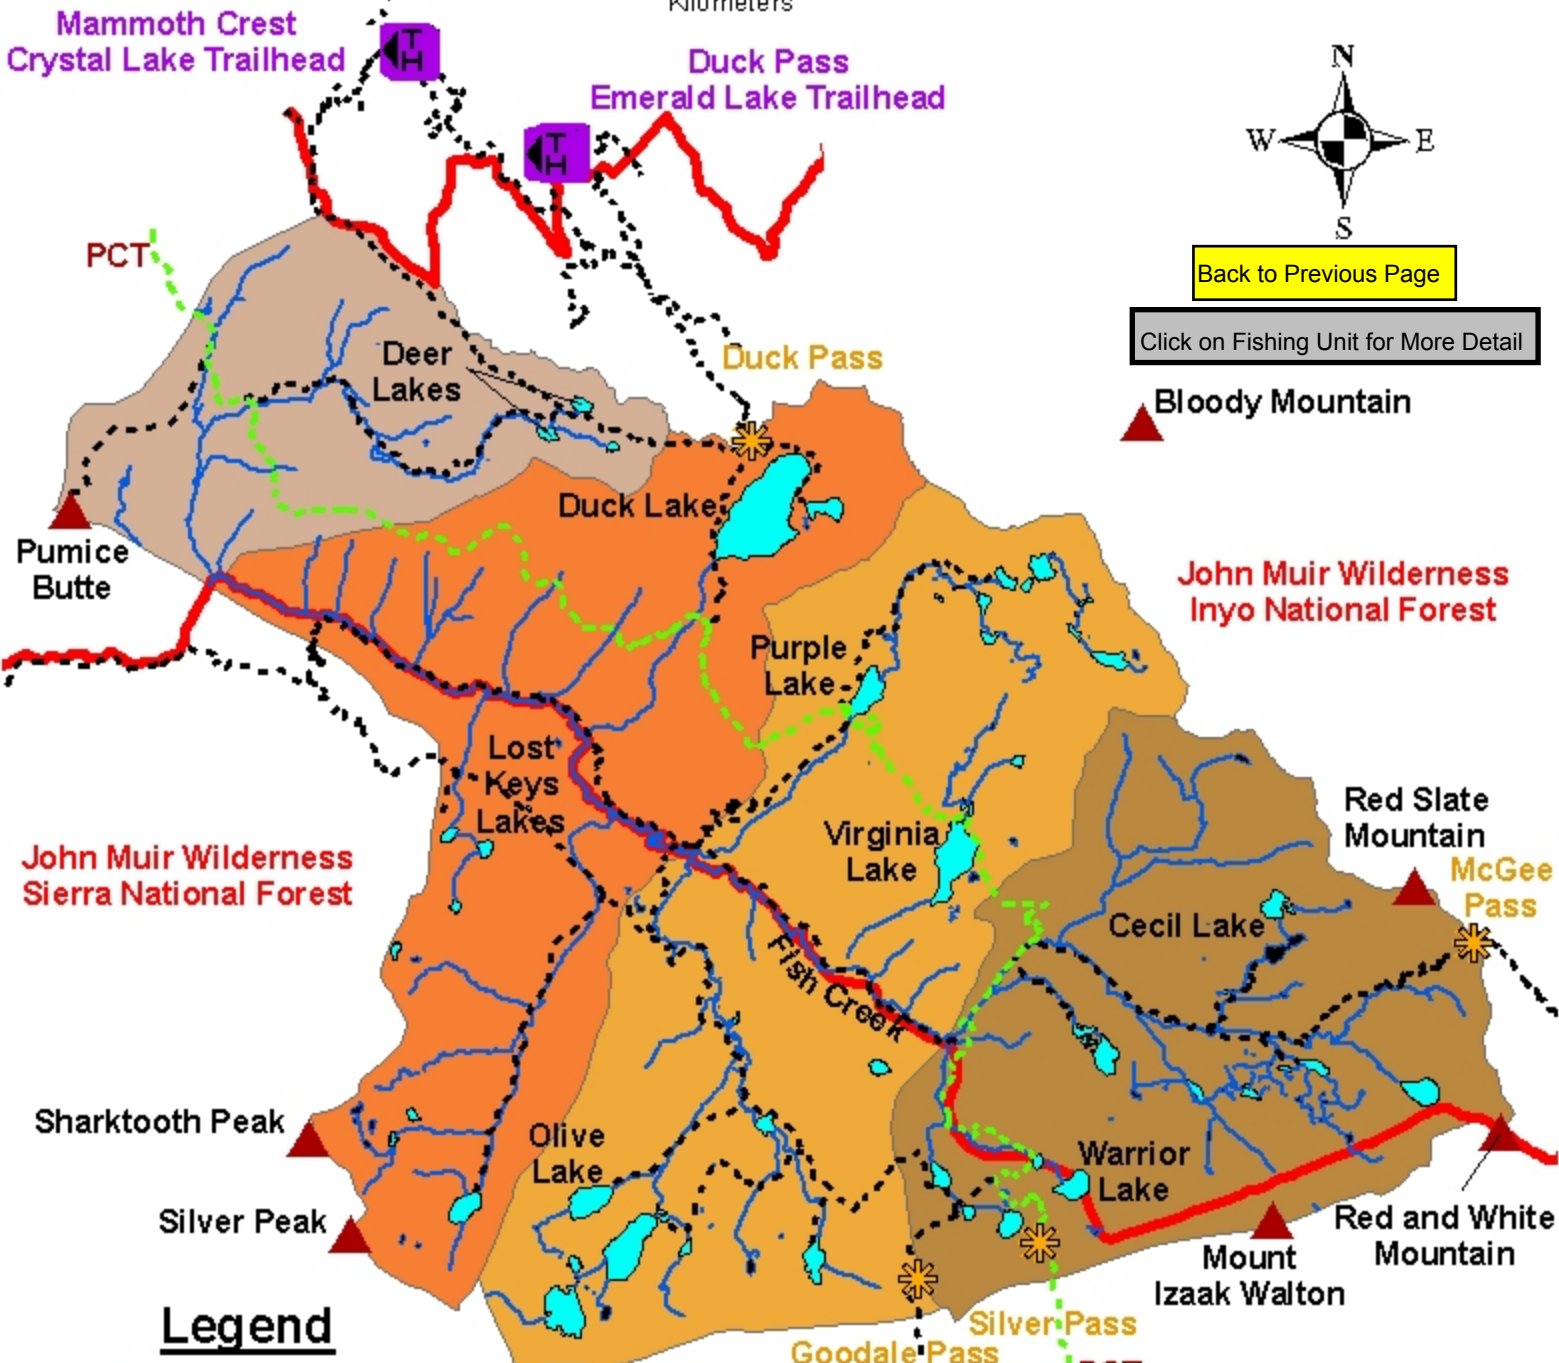 Kilometers
Mammoth Crest
Crystal Lake Trailhead
T
H
Duck Pass
Emerald Lake Trailhead
T
H
N
W
E
S
PCT
Back to Previous Page
Click on Fishing Unit for More Detail
Deer
Lakes
Duck Pass
Bloody Mountain
Duck Lake
Pumice
Butte
John Muir Wilderness
Inyo National Forest
Purple
Lake
Lost
Keys
Lakes
Red Slate
Mountain
Virginia
Lake
John Muir Wilderness
Sierra National Forest
McGee
Pass
Cecil Lake
Fish Creek
Sharktooth Peak
Olive
Lake
Warrior
Lake
Silver Peak
Red and White
Mountain
Mount
Izaak Walton
Legend
Silver Pass
Goodale Pass